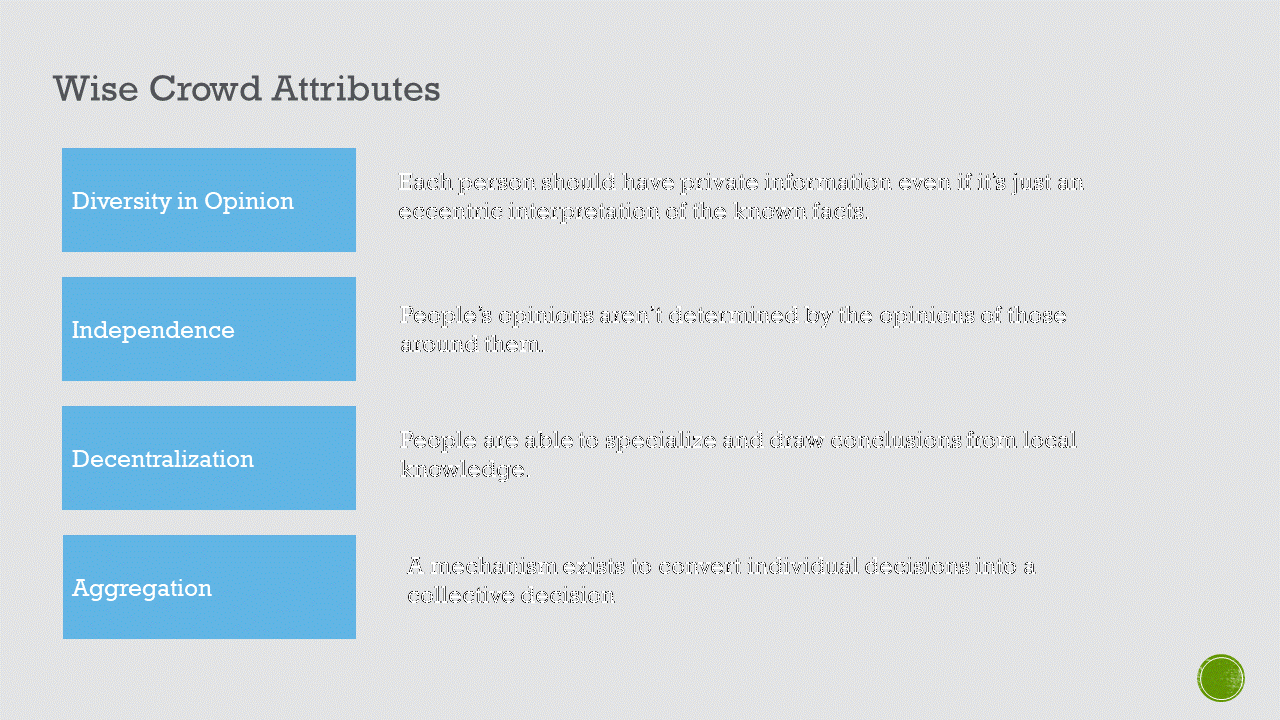 Wise Crowd Attributes
Diversity in Opinion
Each person should have private information even if it's just an
eccentric interpretation of the known facts.
Independence
People's opinions aren't determined by the opinions of those
around them.
Decentralization
People are able to specialize and draw conclusions from local
knowledge.
Aggregation
A mechanism exists to convert individual decisions into a
collective decision